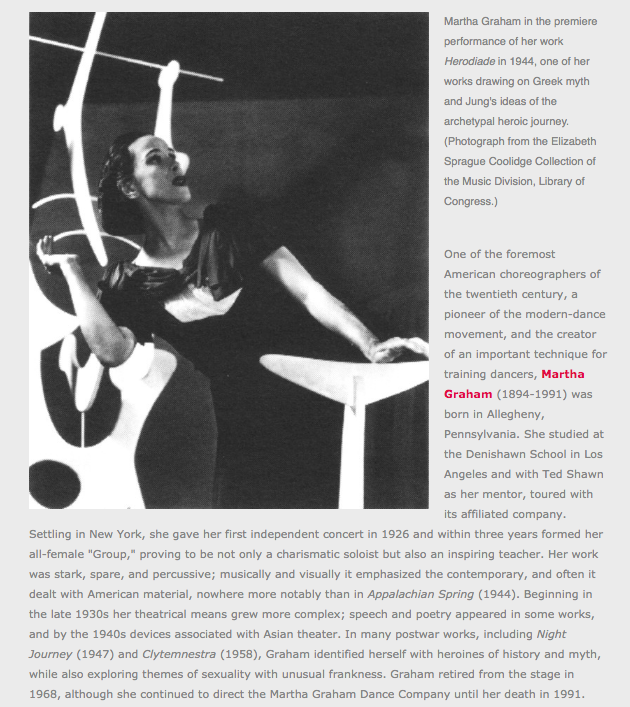 Martha Graham in the premiere
performance of her work
Herodiade in 1944, one of her
works drawing on Greek myth
and Jung's ideas of the
archetypal heroic journey.
(Photograph from the Elizabeth
Sprague Coolidge Collection of
the Music Division, Library of
Congress.)
One of the foremost
American choreographers of
the twentieth century, a
pioneer of the modern-dance
movement, and the creator
of an important technique for
training dancers, Martha
Graham (1894-1991) was
born in Allegheny,
Pennsylvania. She studied at
the Denishawn School in Los
Angeles and with Ted Shawn
as her mentor, toured with
its affiliated company.
Settling in New York, she gave her first independent concert in 1926 and within three years formed her
all-female "Group," proving to be not only a charismatic soloist but also an inspiring teacher. Her work
was stark, spare, and percussive; musically and visually it emphasized the contemporary, and often it
dealt with American material, nowhere more notably than in Appalachian Spring (1944). Beginning in
the late 1930s her theatrical means grew more complex; speech and poetry appeared in some works,
and by the 1940s devices associated with Asian theater. In many postwar works, including Night
Journey (1947) and Clytemnestra (1958), Graham identified herself with heroines of history and myth,
while also exploring themes of sexuality with unusual frankness. Graham retired from the stage in
1968, although she continued to direct the Martha Graham Dance Company until her death in 1991.